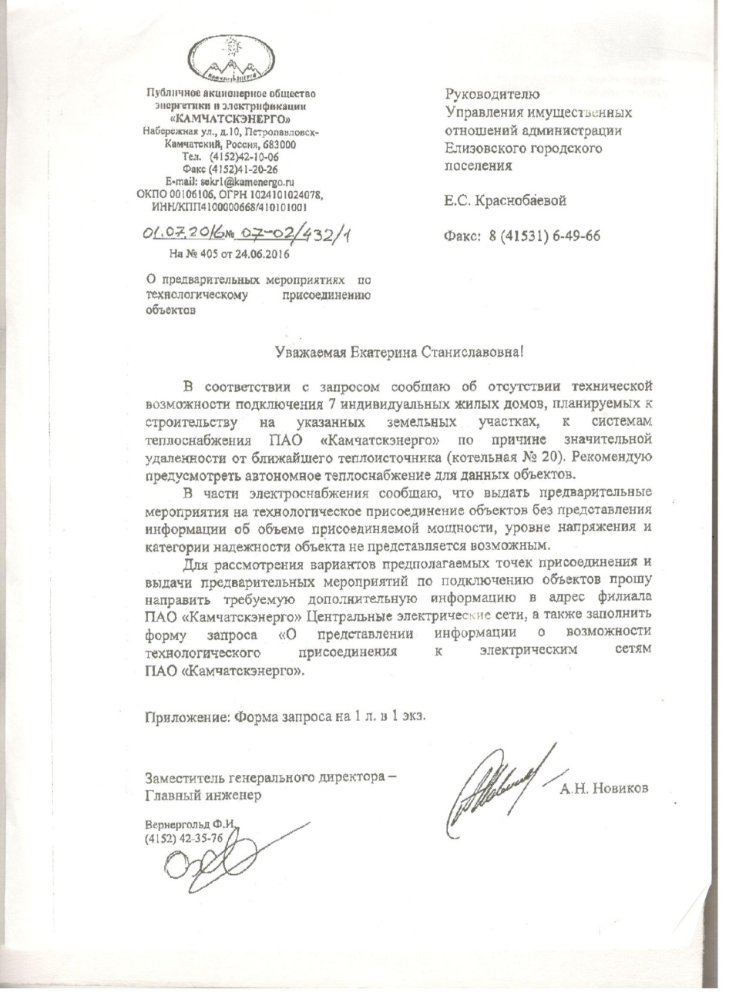 КАМЧАТСКЭНЕРГО
Публичное акционерное общество
энергетики и электрификации
«КАМЧАТСКЭНЕРГО»
Набережная ул., д.10, Петропавловск-
Камчатский, Россия, 683000
Тел. (4152)42-10-06
Факс (4152)41-20-26
E-mail: sekr1@kamenergo.ru
ОКПО 00106106, ОГРН 1024101024078,
ИНН/КПП4100000668/410101001
01.07.2016№ 07-02/432/1
На № 405 от 24.06.2016
О предварительных мероприятиях по
технологическому присоединению
объектов
Руководителю
Управления имущественных
отношений администрации
Елизовского городского
поселения
Е.С. Краснобаевой
Факс: 8 (41531) 6-49-66
Уважаемая Екатерина Станиславовна!
В соответствии с запросом сообщаю об отсутствии технической
возможности подключения 7 индивидуальных жилых домов, планируемых к
строительству на указанных земельных участках, к системам
теплоснабжения ПАО «Камчатскэнерго» по причине значительной
удаленности от ближайшего теплоисточника (котельная № 20). Рекомендую
предусмотреть автономное теплоснабжение для данных объектов.
В части электроснабжения сообщаю, что выдать предварительные
мероприятия на технологическое присоединение объектов без представления
информации об объеме присоединяемой мощности, уровне напряжения и
категории надежности объекта не представляется возможным.
Для рассмотрения вариантов предполагаемых точек присоединения и
выдачи предварительных мероприятий по подключению объектов прошу
направить требуемую дополнительную информацию в адрес филиала
ПАО «Камчатскэнерго» Центральные электрические сети, а также заполнить
форму запроса «О представлении информации о возможности
технологического присоединения к электрическим сетям
ПАО «Камчатскэнерго».
Приложение: Форма запроса на 1 л. в 1 экз.
Заместитель генерального директора –
Главный инженер
А.Н. Новиков
Вернергольд Ф.И.
(4152) 42-35-76